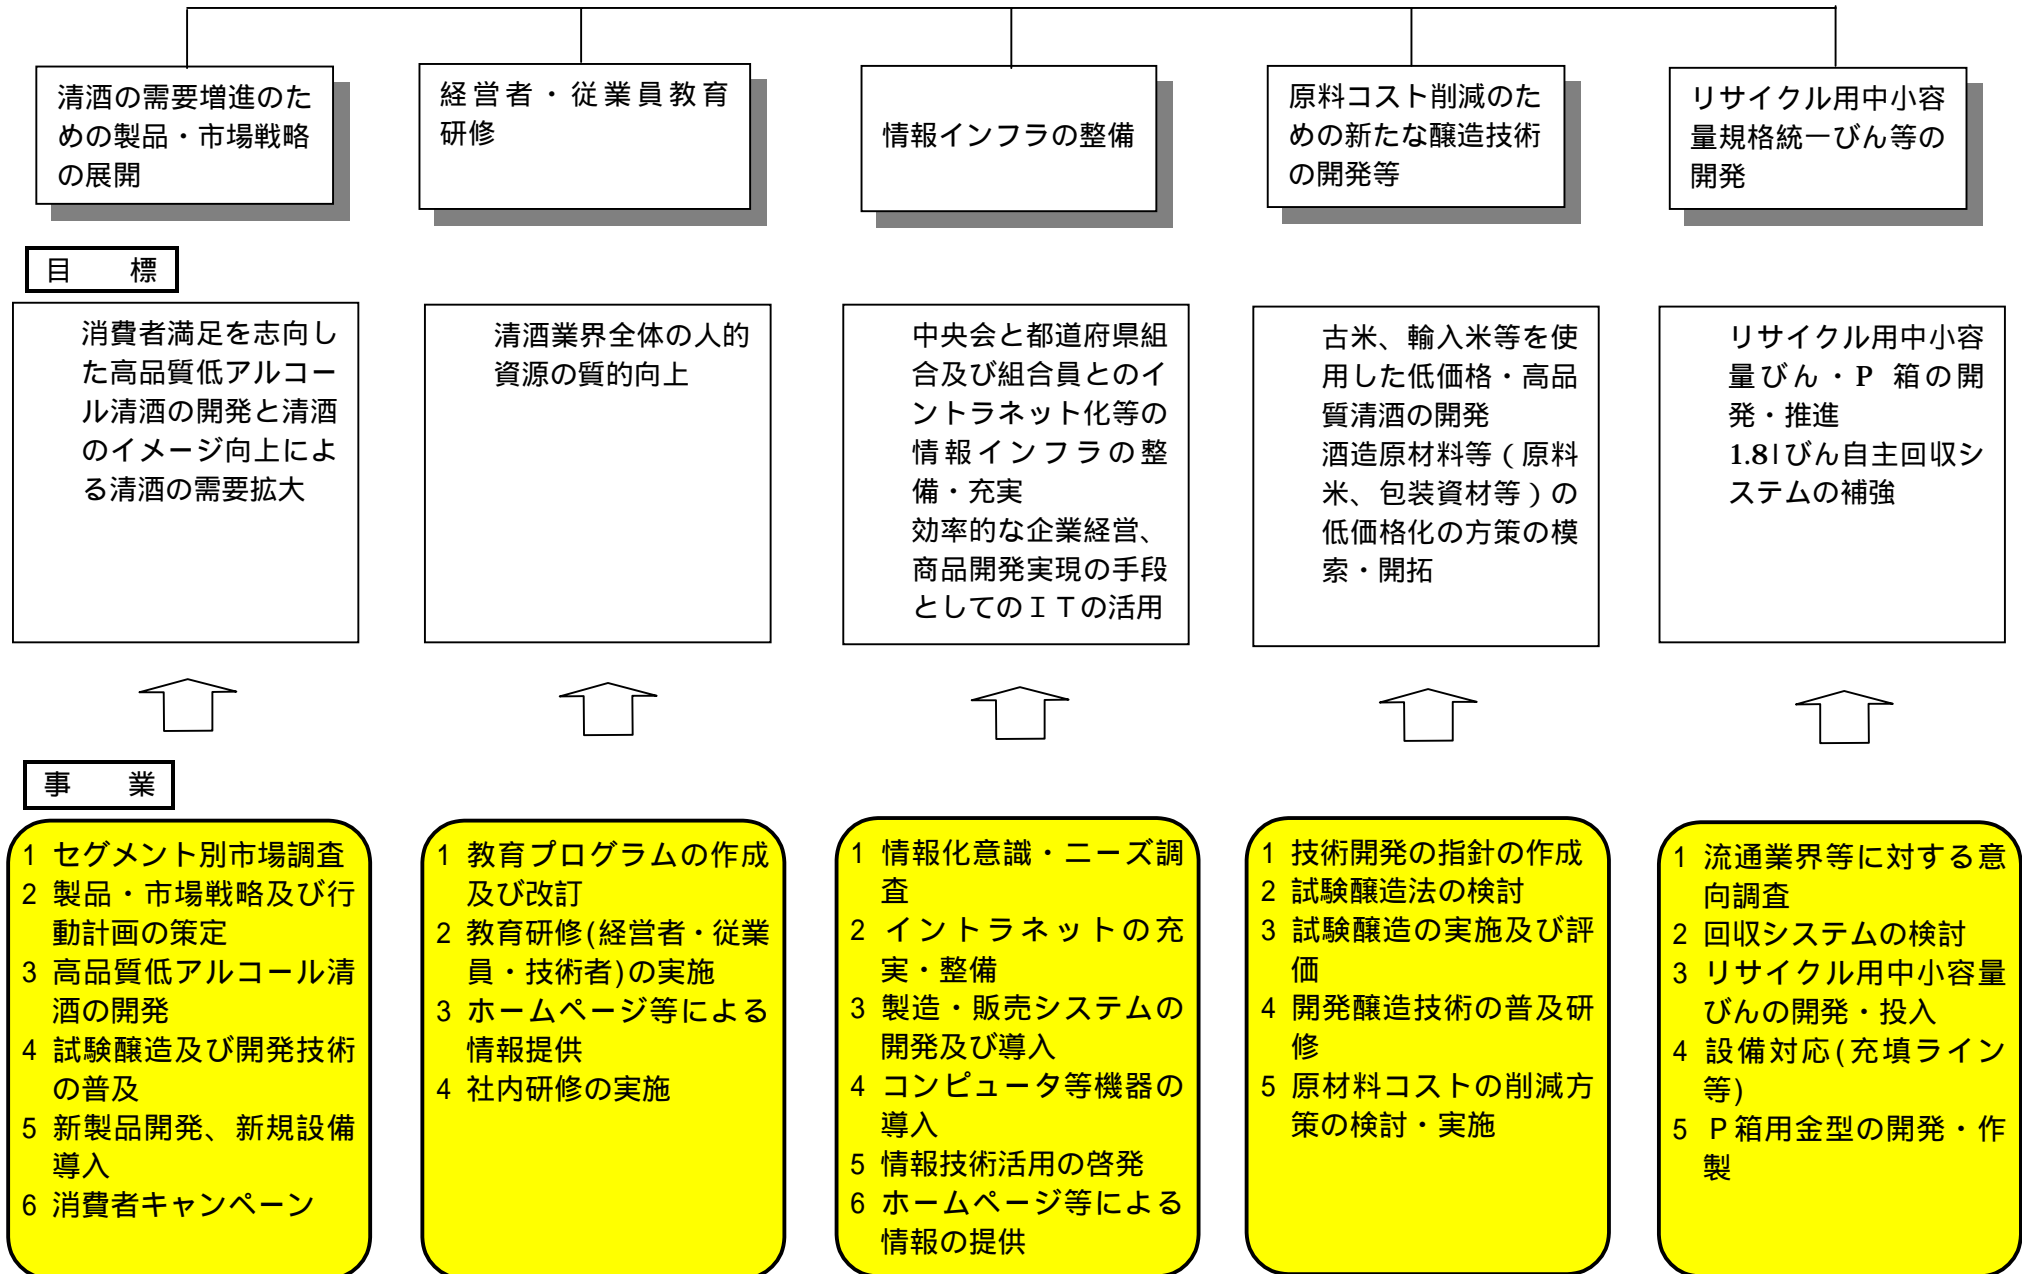 清酒の需要増進のた
めの製品・市場戦略
の展開
経営者・従業員教育
研修
情報インフラの整備
原料コスト削減のた
めの新たな醸造技術
の開発等
リサイクル用中小容
量規格統一びん等の
開発
目　標
消費者満足を志向し
た高品質低アルコー
ル清酒の開発と清酒
のイメージ向上によ
る清酒の需要拡大
清酒業界全体の人的
資源の質的向上
中央会と都道府県組
合及び組合員とのイ
ントラネット化等の
情報インフラの整
備・充実
効率的な企業経営、
商品開発実現の手段
としてのＩＴの活用
古米、輸入米等を使
用した低価格・高品
質清酒の開発
酒造原材料等（原料
米、包装資材等）の
低価格化の方策の模
索・開拓
リサイクル用中小容
量びん・P 箱の開
発・推進
1.8lびん自主回収シ
ステムの補強
事　業
1 セグメント別市場調査
2 製品・市場戦略及び行
動計画の策定
3 高品質低アルコール清
酒の開発
4 試験醸造及び開発技術
の普及
5 新製品開発、新規設備
導入
6 消費者キャンペーン
1 教育プログラムの作成
及び改訂
2 教育研修(経営者・従業
員・技術者)の実施
3 ホームページ等による
情報提供
4 社内研修の実施
1 情報化意識・ニーズ調
査
2 イントラネットの充
実・整備
3 製造・販売システムの
開発及び導入
4 コンピュータ等機器の
導入
5 情報技術活用の啓発
6 ホームページ等による
情報の提供
1 技術開発の指針の作成
2 試験醸造法の検討
3 試験醸造の実施及び評
価
4 開発醸造技術の普及研
修
5 原材料コストの削減方
策の検討・実施
1 流通業界等に対する意
向調査
2 回収システムの検討
3 リサイクル用中小容量
びんの開発・投入
4 設備対応(充填ライン
等)
5 Ｐ箱用金型の開発・作
製